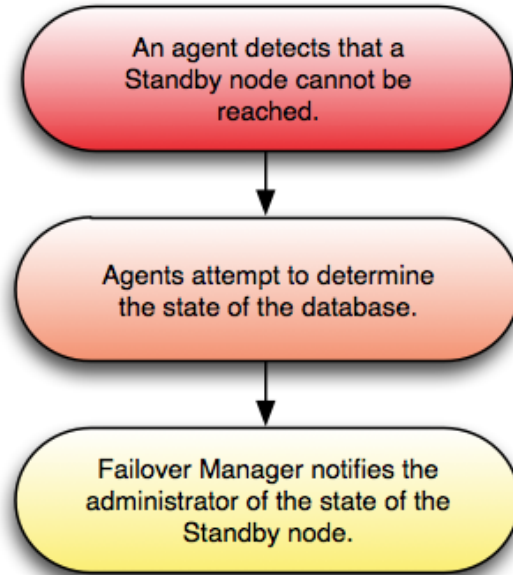 An agent detects that a
Standby node cannot be
reached.
Agents attempt to determine
the state of the database.
Failover Manager notifies the
administrator of the state of the
Standby node.